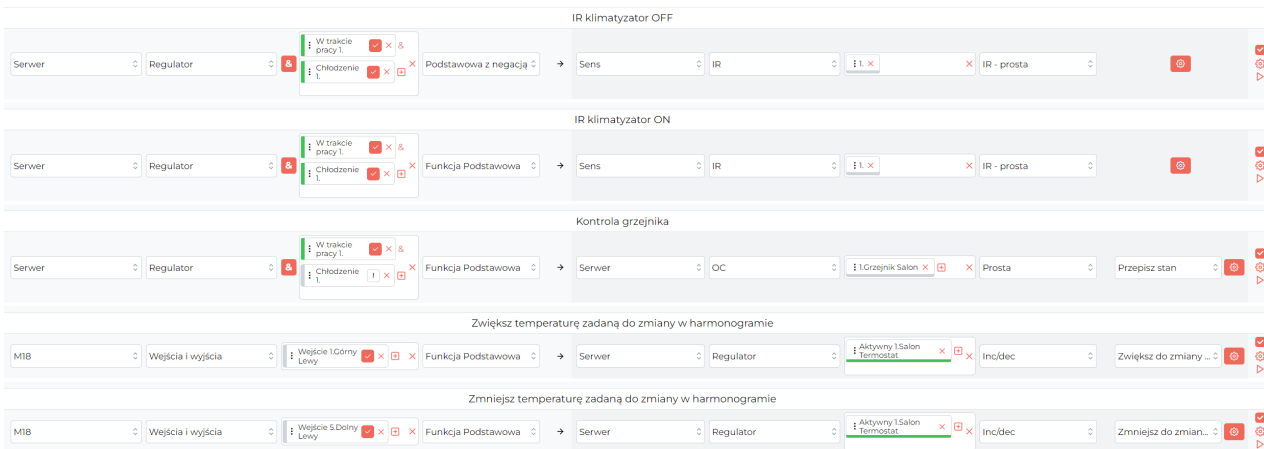 IR klimatyzator OFF
W trakcie
pracy 1.
&
Serwer Regulator & Podstawowa z negacją → Sens IR 1. IR - prosta
Chłodzenie
1.
IR klimatyzator ON
W trakcie
pracy 1.
&
Serwer Regulator & Funkcja Podstawowa → Sens IR 1. IR - prosta
Chłodzenie
1.
Kontrola grzejnika
W trakcie
pracy 1.
&
Serwer Regulator & Funkcja Podstawowa → Serwer OC 1.Grzejnik Salon Prosta Przepisz stan
Chłodzenie
1.
!
Zwiększ temperaturę zadaną do zmiany w harmonogramie
M18 Wejścia i wyjścia Wejście 1.Górny
Lewy
Funkcja Podstawowa → Serwer Regulator Aktywny 1.Salon
Termostat
Inc/dec Zwiększ do zmiany ...
Zmniejsz temperaturę zadaną do zmiany w harmonogramie
M18 Wejścia i wyjścia Wejście 5.Dolny
Lewy
Funkcja Podstawowa → Serwer Regulator Aktywny 1.Salon
Termostat
Inc/dec Zmniejsz do zmian...